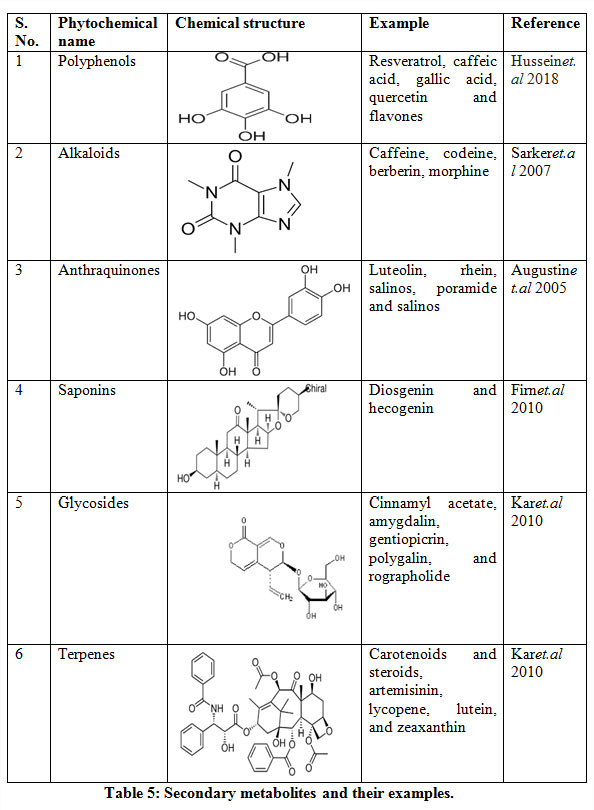 S. No.
Phytochemical name
Chemical structure
Example
Reference
1
Polyphenols
O OH
HO OH
OH
Resveratrol, caffeic
acid, gallic acid,
quercetin and
flavones
Husseinet.
al 2018
2
Alkaloids
O
N N
O N N
Caffeine, codeine,
berberin, morphine
Sarkeret.a
l 2007
3
Anthraquinones
OH
OH
HO O
OH O
Luteolin, rhein,
salinos, poramide
and salinos
Augustine
t.al 2005
4
Saponins
Chiral
O H O
H O
H H H
HO
H
Diosgenin and
hecogenin
Firnet.al
2010
5
Glycosides
O
O O
O OH
O
HO
CH₂ OH
OH
Cinnamyl acetate,
amygdalin,
gentiopicrin,
polygalin, and
rographolide
Karet.al
2010
6
Terpenes
O
O O OH
O
NH O
O
OH OH O H O
O O
O
Carotenoids and
steroids,
artemisinin,
lycopene, lutein,
and zeaxanthin
Karet.al
2010
Table 5: Secondary metabolites and their examples.